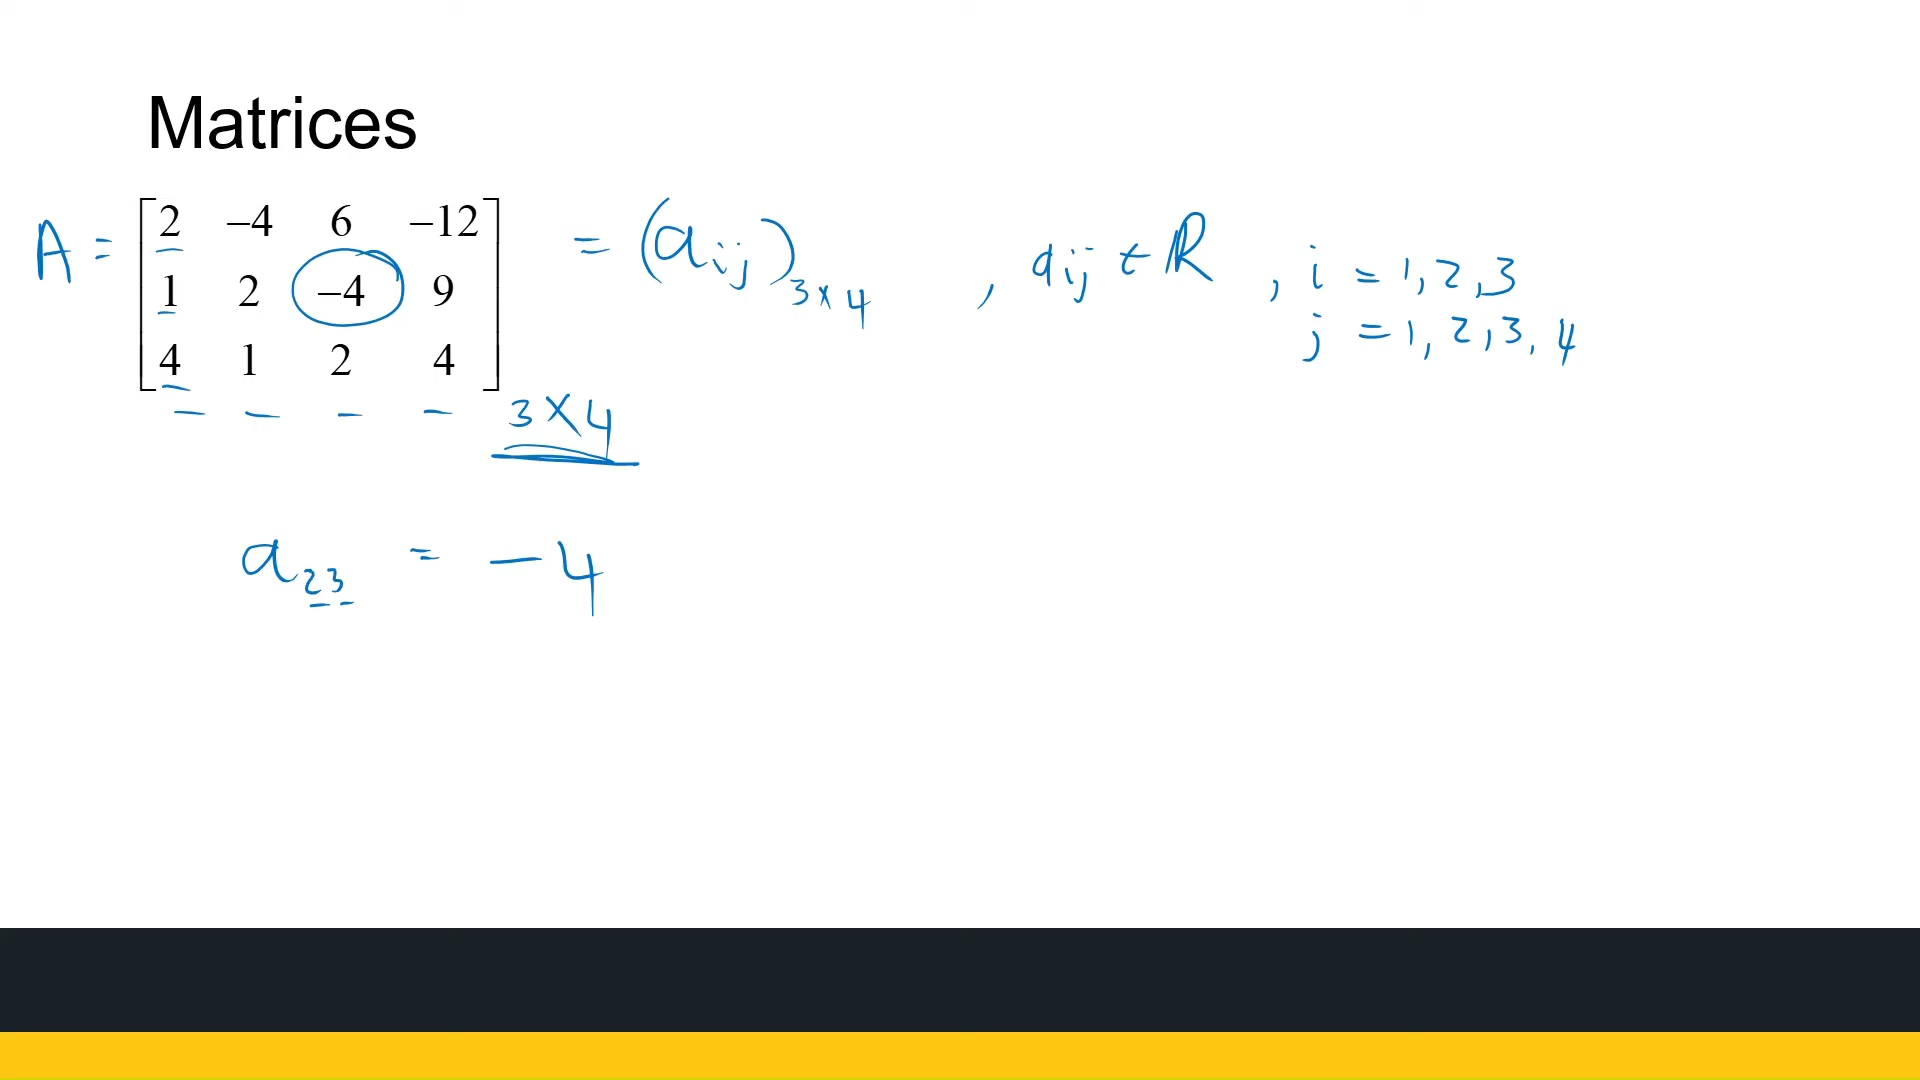 Matrices
A = [2 −4 6 −12
1 2 −4 9
4 1 2 4] 3×4
= (aij)3×4 , aij ∈ ℝ , i = 1, 2, 3
j = 1, 2, 3, 4
a23 = −4